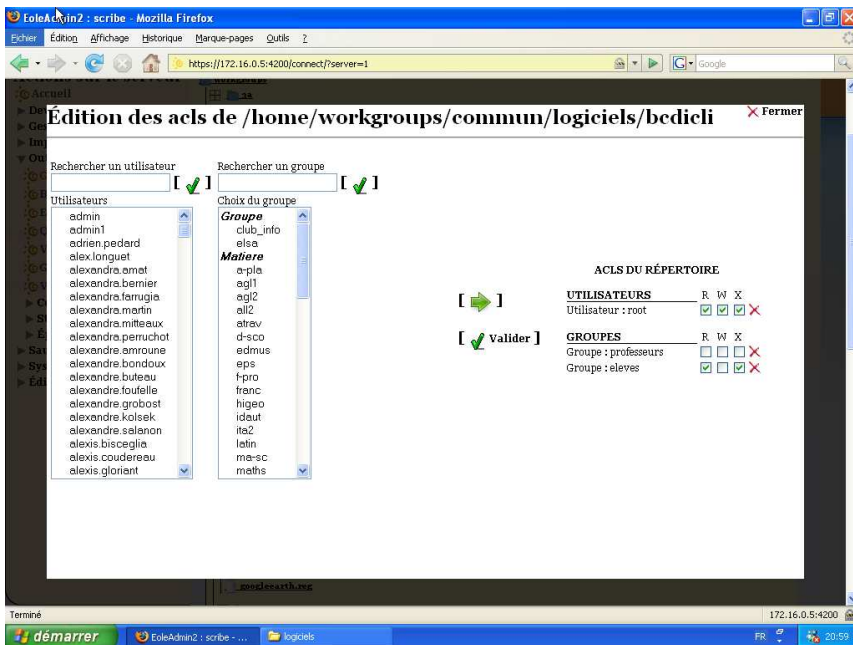 EoleAdmin2 : scribe - Mozilla Firefox
Fichier Édition Affichage Historique Marque-pages Outils ?
https://172.16.0.5:4200/connect/?server=1
G Google
Accueil
Édition des acls de /home/workgroups/commun/logiciels/bcdicli
Fermer
Rechercher un utilisateur
Rechercher un groupe
[ ]
[ ]
Utilisateurs
admin
admin1
adrien.pedard
alex.longuet
alexandra.amat
alexandra.bernier
alexandra.farrugia
alexandra.martin
alexandra.mitteaux
alexandra.perruchot
alexandre.amroune
alexandre.bondoux
alexandre.buteau
alexandre.foufelle
alexandre.grobost
alexandre.kolsek
alexandre.salanon
alexis.bisceglia
alexis.coudereau
alexis.gloriant
Choix du groupe
Groupe
club_info
elsa
Matiere
a-pla
agl1
agl2
all2
atrav
d-sco
edmus
eps
f-pro
franc
higeo
idaut
ita2
latin
ma-sc
maths
[ ]
[ Valider ]
ACLS DU RÉPERTOIRE
UTILISATEURS R W X
Utilisateur : root
GROUPES R W X
Groupe : professeurs
Groupe : eleves
googleearth.reg
Terminé
172.16.0.5:4200
démarrer
EoleAdmin2 : scribe - ...
logiciels
FR
20:59